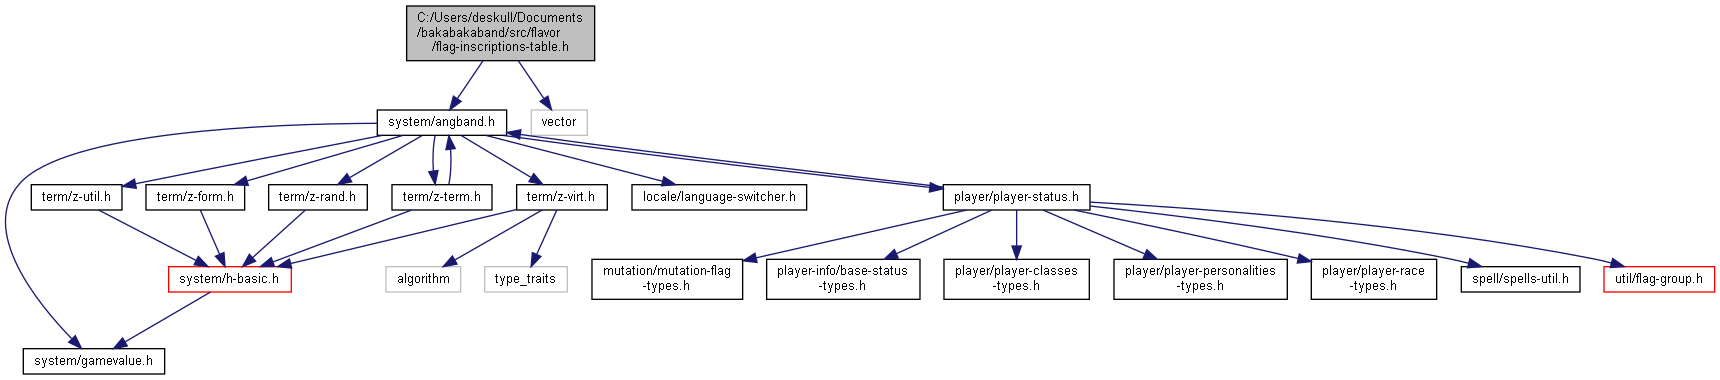 C:/Users/deskull/Documents
/bakabakaband/src/flavor
/flag-inscriptions-table.h
system/angband.h
vector
term/z-util.h
term/z-form.h
term/z-rand.h
term/z-term.h
term/z-virt.h
locale/language-switcher.h
player/player-status.h
system/h-basic.h
algorithm
type_traits
mutation/mutation-flag
-types.h
player-info/base-status
-types.h
player/player-classes
-types.h
player/player-personalities
-types.h
player/player-race
-types.h
spell/spells-util.h
util/flag-group.h
system/gamevalue.h